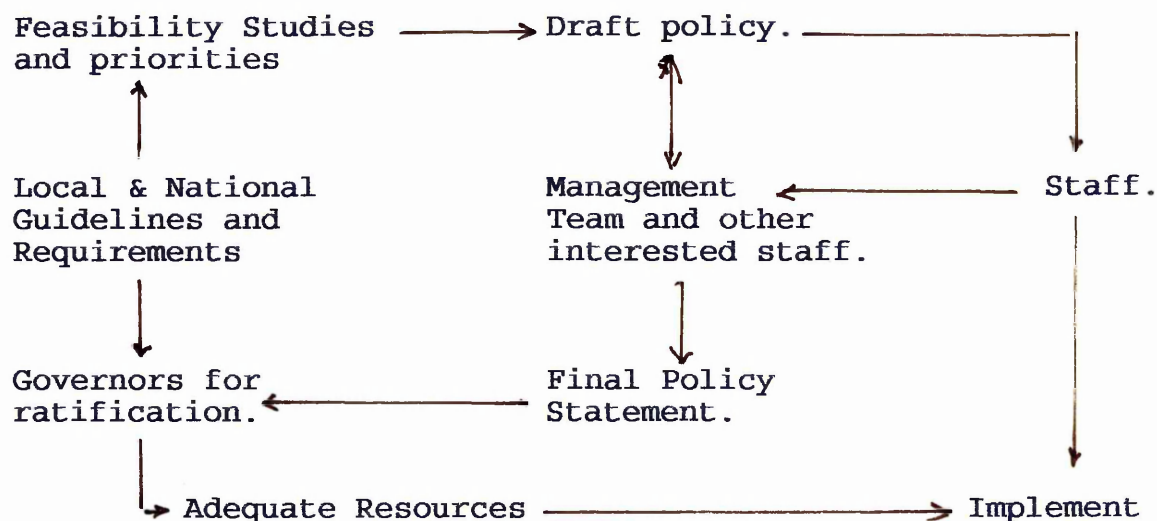 Feasibility Studies
and priorities
Draft policy.
Local & National
Guidelines and
Requirements
Management
Team and other
interested staff.
Staff.
Governors for
ratification.
Final Policy
Statement.
Adequate Resources
Implement